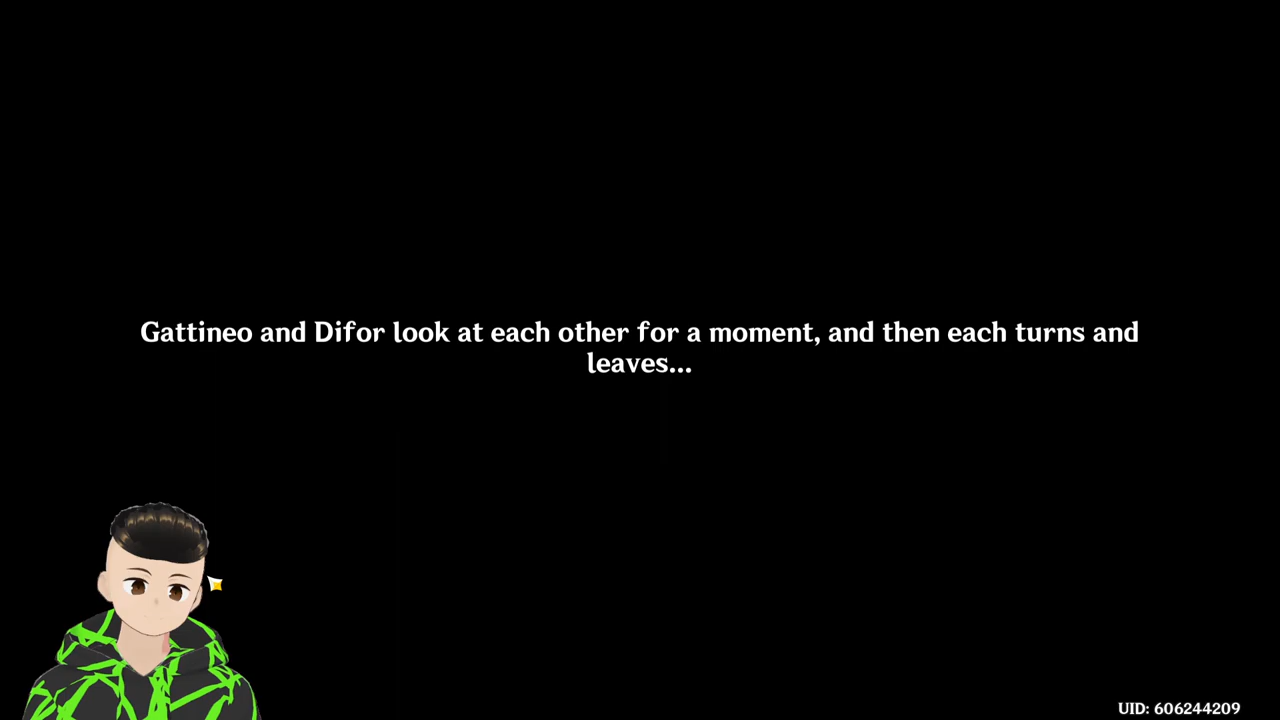 Gattineo and Difor look at each other for a moment, and then each turns and
leaves...
UID: 606244209